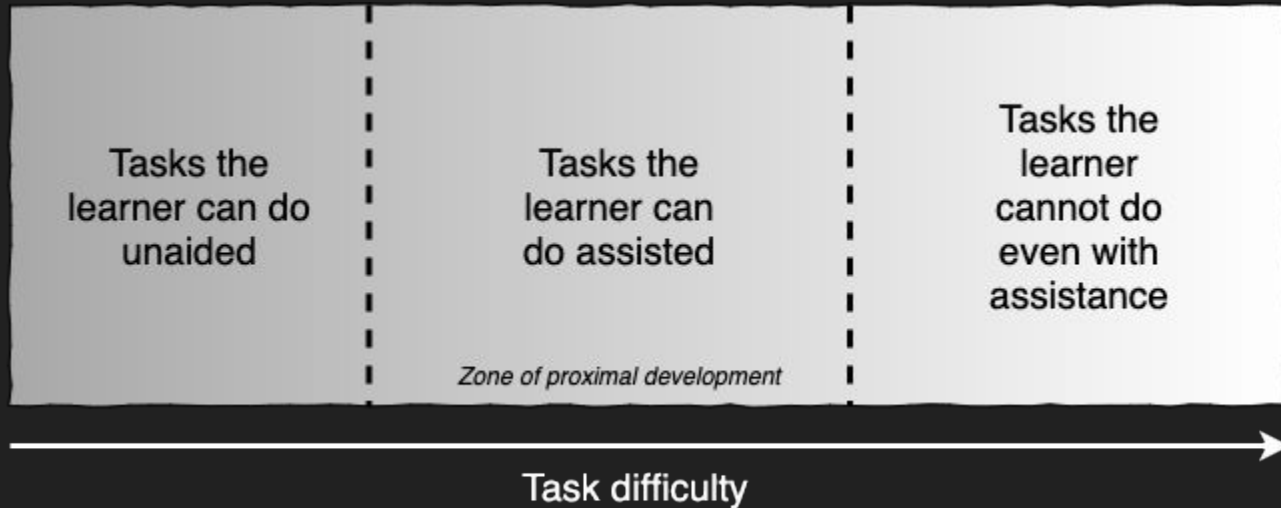 Tasks the
learner can do
unaided
Tasks the
learner can
do assisted
Zone of proximal development
Tasks the
learner
cannot do
even with
assistance
Task difficulty